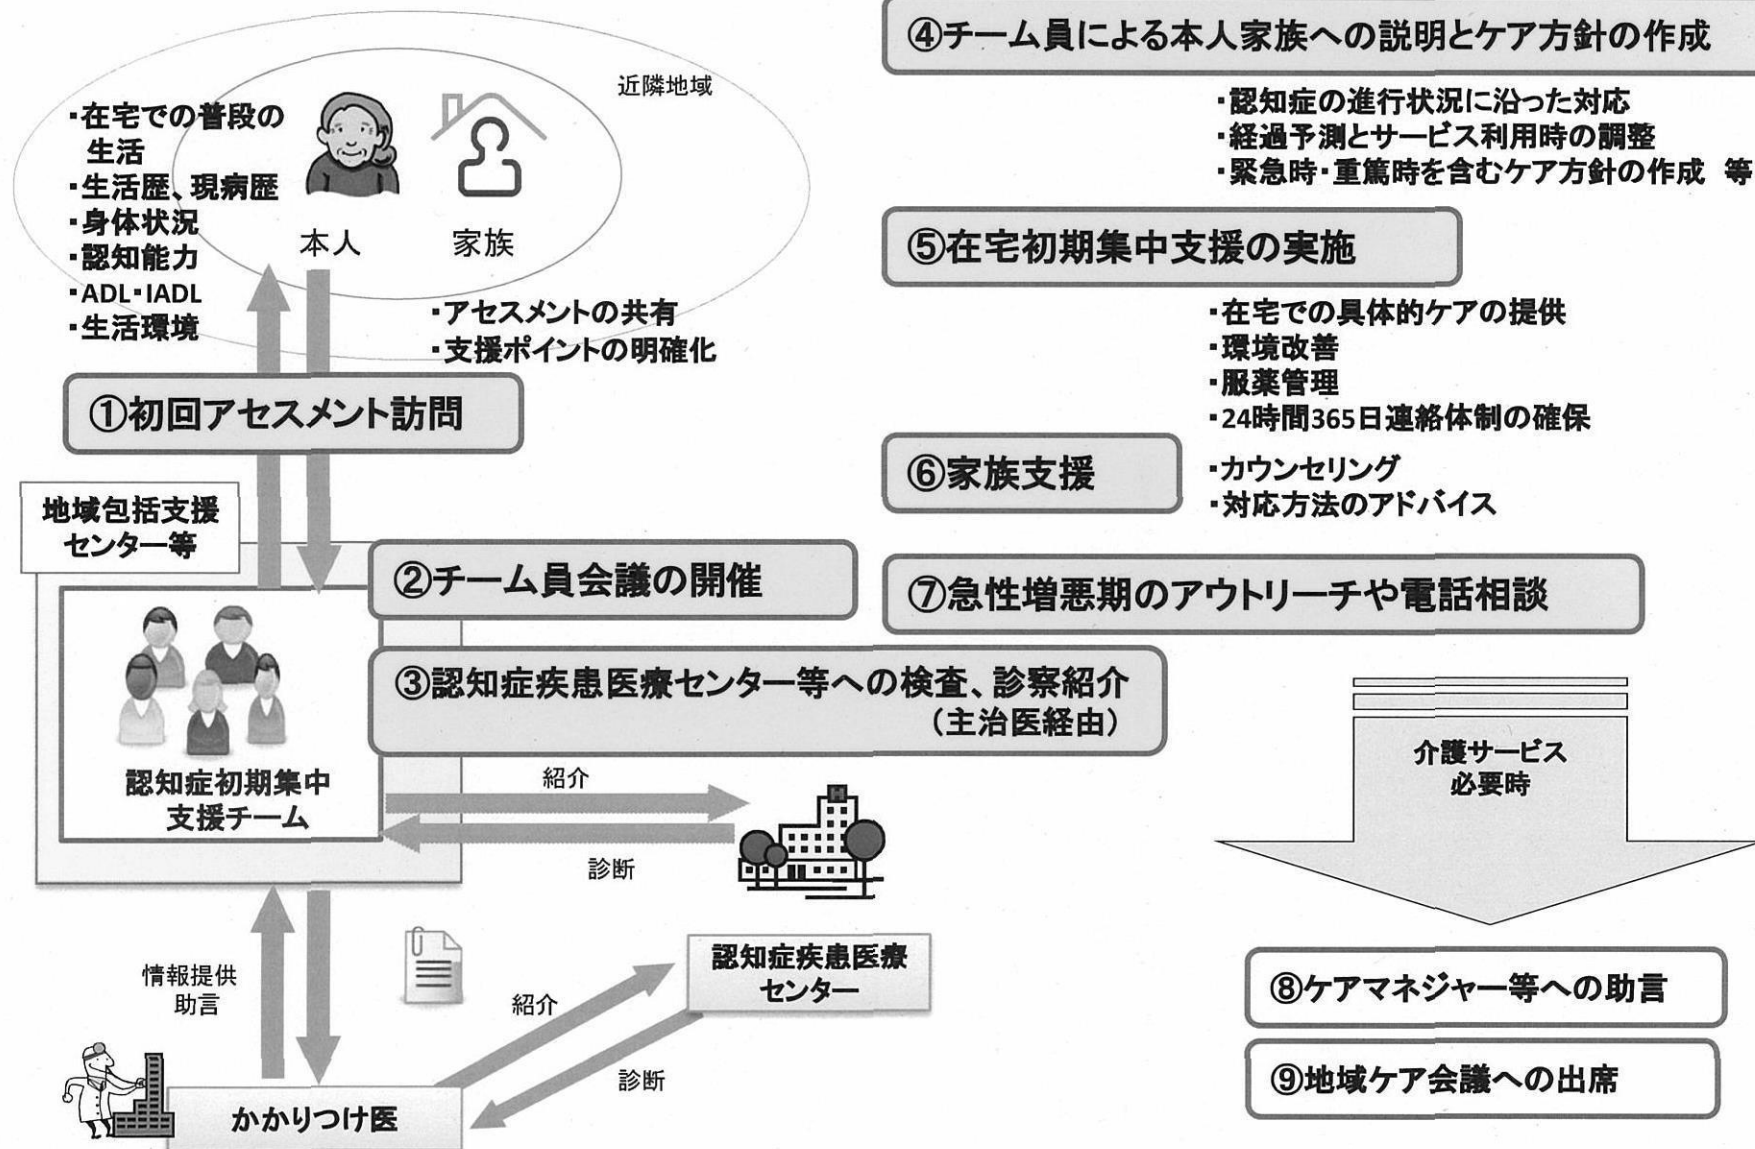 近隣地域
・在宅での普段の
生活
・生活歴、現病歴
・身体状況
・認知能力
・ADL・IADL
・生活環境
本人
家族
・アセスメントの共有
・支援ポイントの明確化
①初回アセスメント訪問
地域包括支援
センター等
②チーム員会議の開催
③認知症疾患医療センター等への検査、診察紹介
（主治医経由）
認知症初期集中
支援チーム
紹介
診断
情報提供
助言
認知症疾患医療
センター
紹介
診断
かかりつけ医
④チーム員による本人家族への説明とケア方針の作成
・認知症の進行状況に沿った対応
・経過予測とサービス利用時の調整
・緊急時・重篤時を含むケア方針の作成 等
⑤在宅初期集中支援の実施
・在宅での具体的ケアの提供
・環境改善
・服薬管理
・24時間365日連絡体制の確保
⑥家族支援
・カウンセリング
・対応方法のアドバイス
⑦急性増悪期のアウトリーチや電話相談
介護サービス
必要時
⑧ケアマネジャー等への助言
⑨地域ケア会議への出席